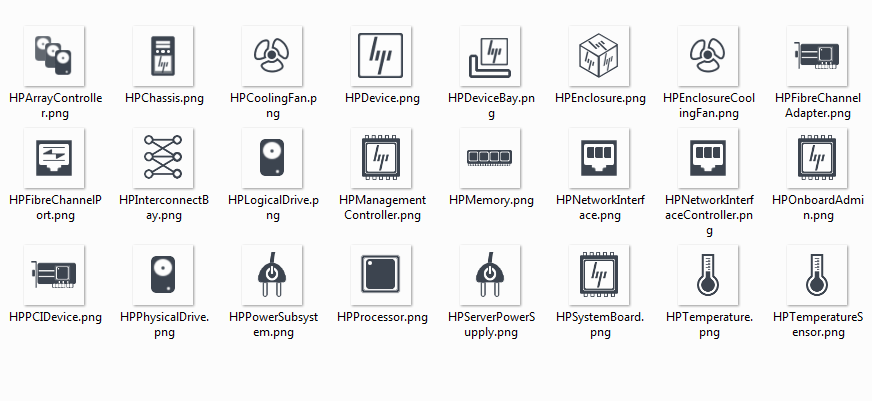 HPArrayControlle
r.png
HPChassis.png
HPCoolingFan.p
ng
HPDevice.png
HPDeviceBay.pn
g
HPEnclosure.png
HPEnclosureCool
ingFan.png
HPFibreChannel
Adapter.png
HPFibreChannelP
ort.png
HPInterconnectB
ay.png
HPLogicalDrive.p
ng
HPManagement
Controller.png
HPMemory.png
HPNetworkInterf
ace.png
HPNetworkInterf
aceController.pn
g
HPOnboardAdmi
n.png
HPPCIDevice.png
HPPhysicalDrive.
png
HPPowerSubsyst
em.png
HPProcessor.png
HPServerPowerS
upply.png
HPSystemBoard.
png
HPTemperature.
png
HPTemperatureS
ensor.png